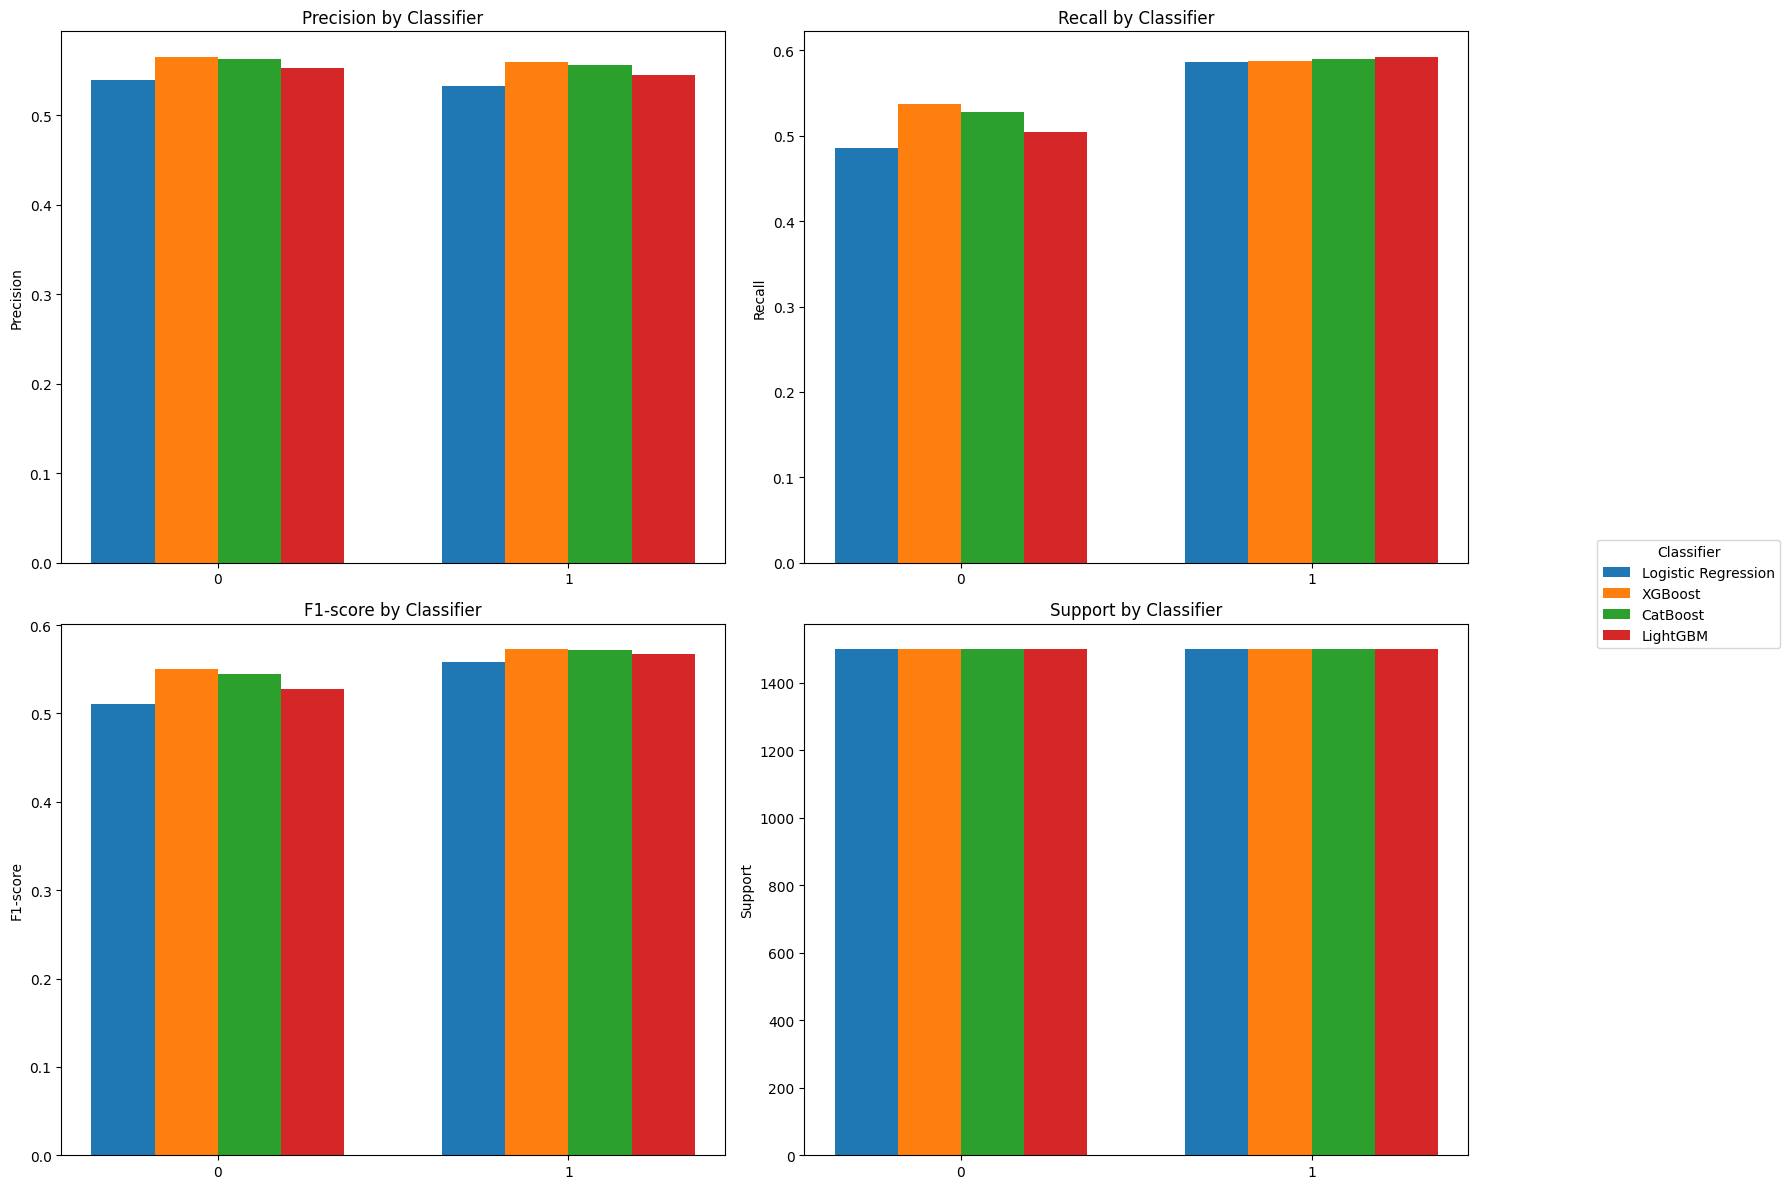 Precision by Classifier
Precision
0.5
0.4
0.3
0.2
0.1
0.0
0
1
Recall by Classifier
Recall
0.6
0.5
0.4
0.3
0.2
0.1
0.0
0
1
Classifier
Logistic Regression
XGBoost
CatBoost
LightGBM
F1-score by Classifier
F1-score
0.6
0.5
0.4
0.3
0.2
0.1
0.0
0
1
Support by Classifier
Support
1400
1200
1000
800
600
400
200
0
0
1